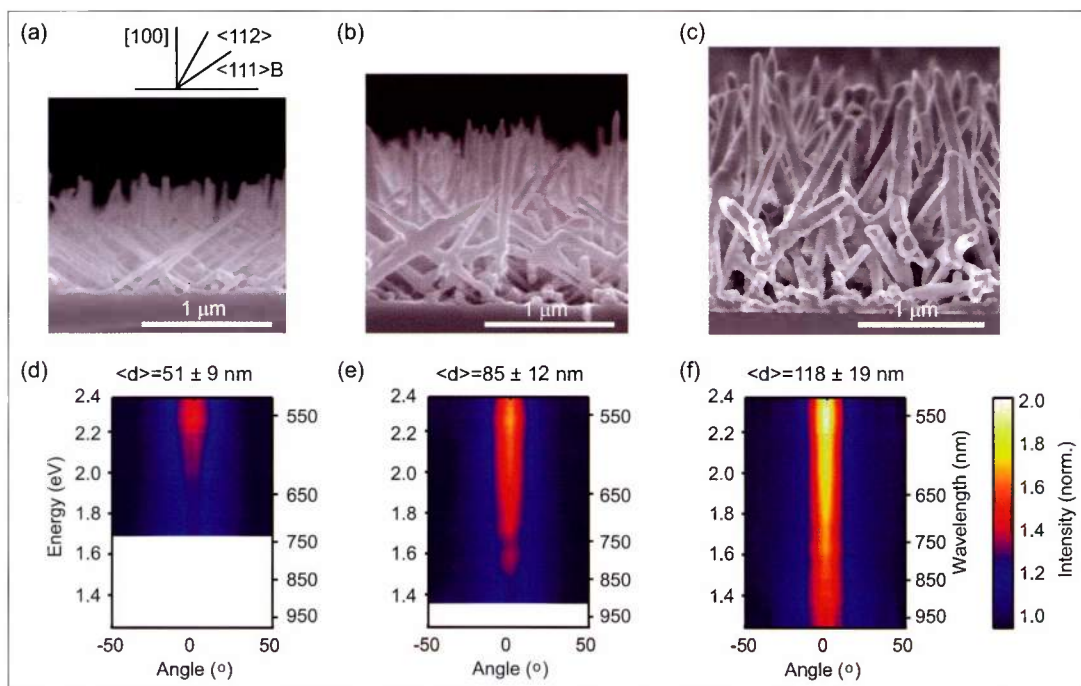 (a)
[100]
<112>
<111>B
1 μm
(b)
1 μm
(c)
1 μm
(d)
<d>=51 ± 9 nm
Energy (eV)
2.4
2.2
2.0
1.8
1.6
1.4
550
650
750
850
950
-50
0
50
Angle (o)
(e)
<d>=85 ± 12 nm
2.4
2.2
2.0
1.8
1.6
1.4
550
650
750
850
950
-50
0
50
Angle (o)
(f)
<d>=118 ± 19 nm
2.4
2.2
2.0
1.8
1.6
1.4
550
650
750
850
950
Wavelength (nm)
-50
0
50
Angle (o)
2.0
1.8
1.6
1.4
1.2
1.0
Intensity (norm.)